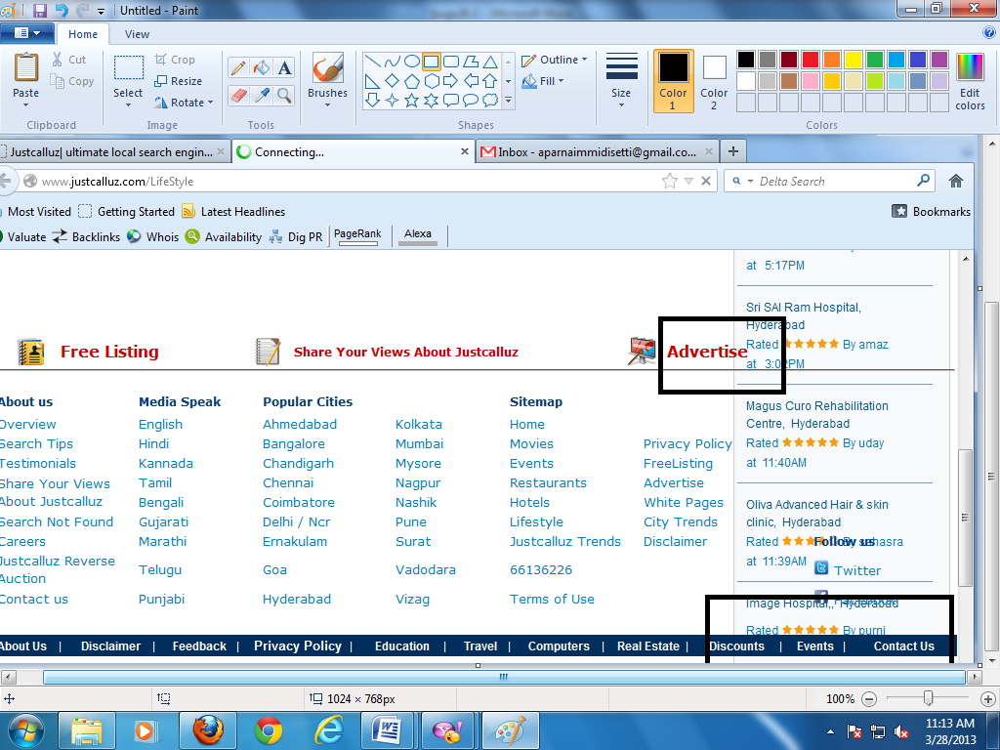 Untitled - Paint
Home View
Paste Cut Copy
Clipboard
Select Crop Resize Rotate
Image
Tools
Brushes
Shapes
Outline
Fill
Size
Color 1
Color 2
Colors
Edit colors
Justcalluz| ultimate local search engin...
Connecting...
Inbox - aparnaimmidisetti@gmail.co...
www.justcalluz.com/LifeStyle
Delta Search
Most Visited Getting Started Latest Headlines
Bookmarks
Valuate Backlinks Whois Availability Dig PR PageRank Alexa
at 5:17PM
Sri SAI Ram Hospital,
Hyderabad
Rated By amaz
at 3:02PM
Free Listing
Share Your Views About Justcalluz
Advertise
Magus Curo Rehabilitation
Centre, Hyderabad
Rated By uday
at 11:40AM
Oliva Advanced Hair & skin
clinic, Hyderabad
Rated
at 11:39AM
Follow us
Twitter
Image Hospital,, Hyderabad
Rated By purni
About us
Overview
Search Tips
Testimonials
Share Your Views
About Justcalluz
Search Not Found
Careers
Justcalluz Reverse
Auction
Contact us
Media Speak
English
Hindi
Kannada
Tamil
Bengali
Gujarati
Marathi
Telugu
Punjabi
Popular Cities
Ahmedabad Kolkata
Bangalore Mumbai
Chandigarh Mysore
Chennai Nagpur
Coimbatore Nashik
Delhi / Ncr Pune
Ernakulam Surat
Goa Vadodara
Hyderabad Vizag
Sitemap
Home
Movies Privacy Policy
Events FreeListing
Restaurants Advertise
Hotels White Pages
Lifestyle City Trends
Justcalluz Trends Disclaimer
66136226
Terms of Use
About Us | Disclaimer | Feedback | Privacy Policy | Education | Travel | Computers | Real Estate | Discounts | Events | Contact Us
1024 × 768px
100%
11:13 AM
3/28/2013